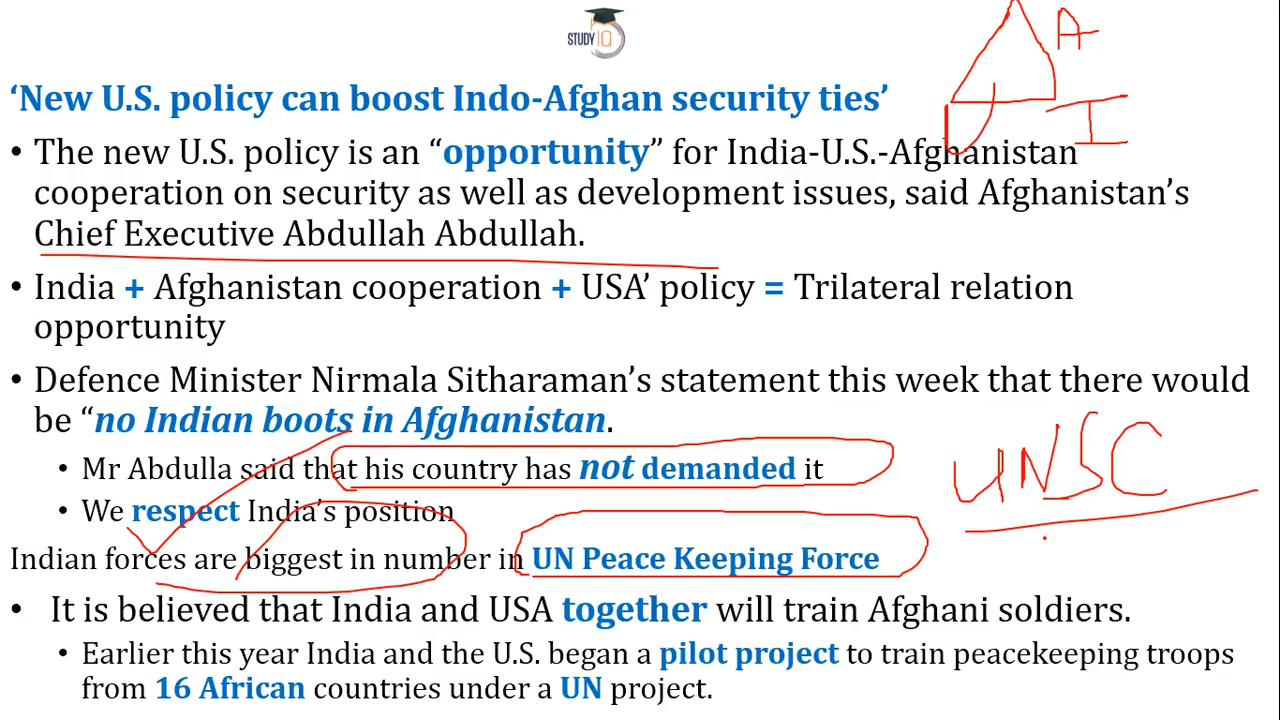 STUDY IQ
A
I
‘New U.S. policy can boost Indo-Afghan security ties’
• The new U.S. policy is an “opportunity” for India-U.S.-Afghanistan
cooperation on security as well as development issues, said Afghanistan’s
Chief Executive Abdullah Abdullah.
• India + Afghanistan cooperation + USA’ policy = Trilateral relation
opportunity
• Defence Minister Nirmala Sitharaman’s statement this week that there would
be “no Indian boots in Afghanistan.
• Mr Abdulla said that his country has not demanded it
• We respect India’s position
UNSC
Indian forces are biggest in number in UN Peace Keeping Force
• It is believed that India and USA together will train Afghani soldiers.
• Earlier this year India and the U.S. began a pilot project to train peacekeeping troops
from 16 African countries under a UN project.